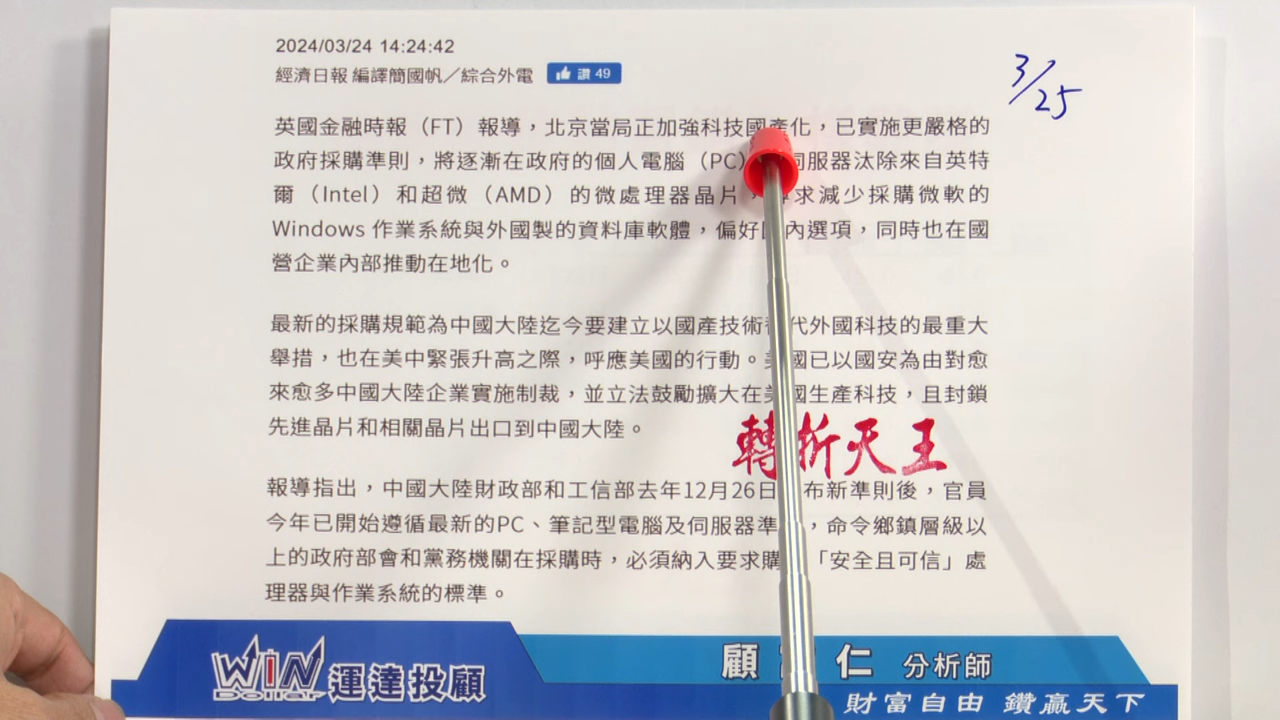 2024/03/24 14:24:42
經濟日報 編譯簡國帆／綜合外電 讚 49
3/25
英國金融時報（FT）報導，北京當局正加強科技國產化，已實施更嚴格的
政府採購準則，將逐漸在政府的個人電腦（PC） 伺服器汰除來自英特
爾（Intel）和超微（AMD）的微處理器晶片， 求減少採購微軟的
Windows 作業系統與外國製的資料庫軟體，偏好 內選項，同時也在國
營企業內部推動在地化。
最新的採購規範為中國大陸迄今要建立以國產技術 代外國科技的最重大
舉措，也在美中緊張升高之際，呼應美國的行動。 國已以國安為由對愈
來愈多中國大陸企業實施制裁，並立法鼓勵擴大在 國生產科技，且封鎖
先進晶片和相關晶片出口到中國大陸。
轉折天王
報導指出，中國大陸財政部和工信部去年12月26日 布新準則後，官員
今年已開始遵循最新的PC、筆記型電腦及伺服器準 ，命令鄉鎮層級以
上的政府部會和黨務機關在採購時，必須納入要求購 「安全且可信」處
理器與作業系統的標準。
WIN Dollar 運達投顧
顧 仁 分析師
財富自由 鑽贏天下